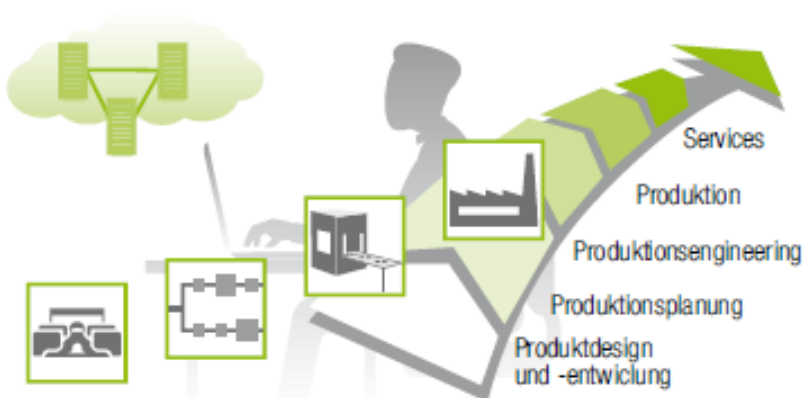 Services
Produktion
Produktionsengineering
Produktionsplanung
Produktdesign
und -entwiclung